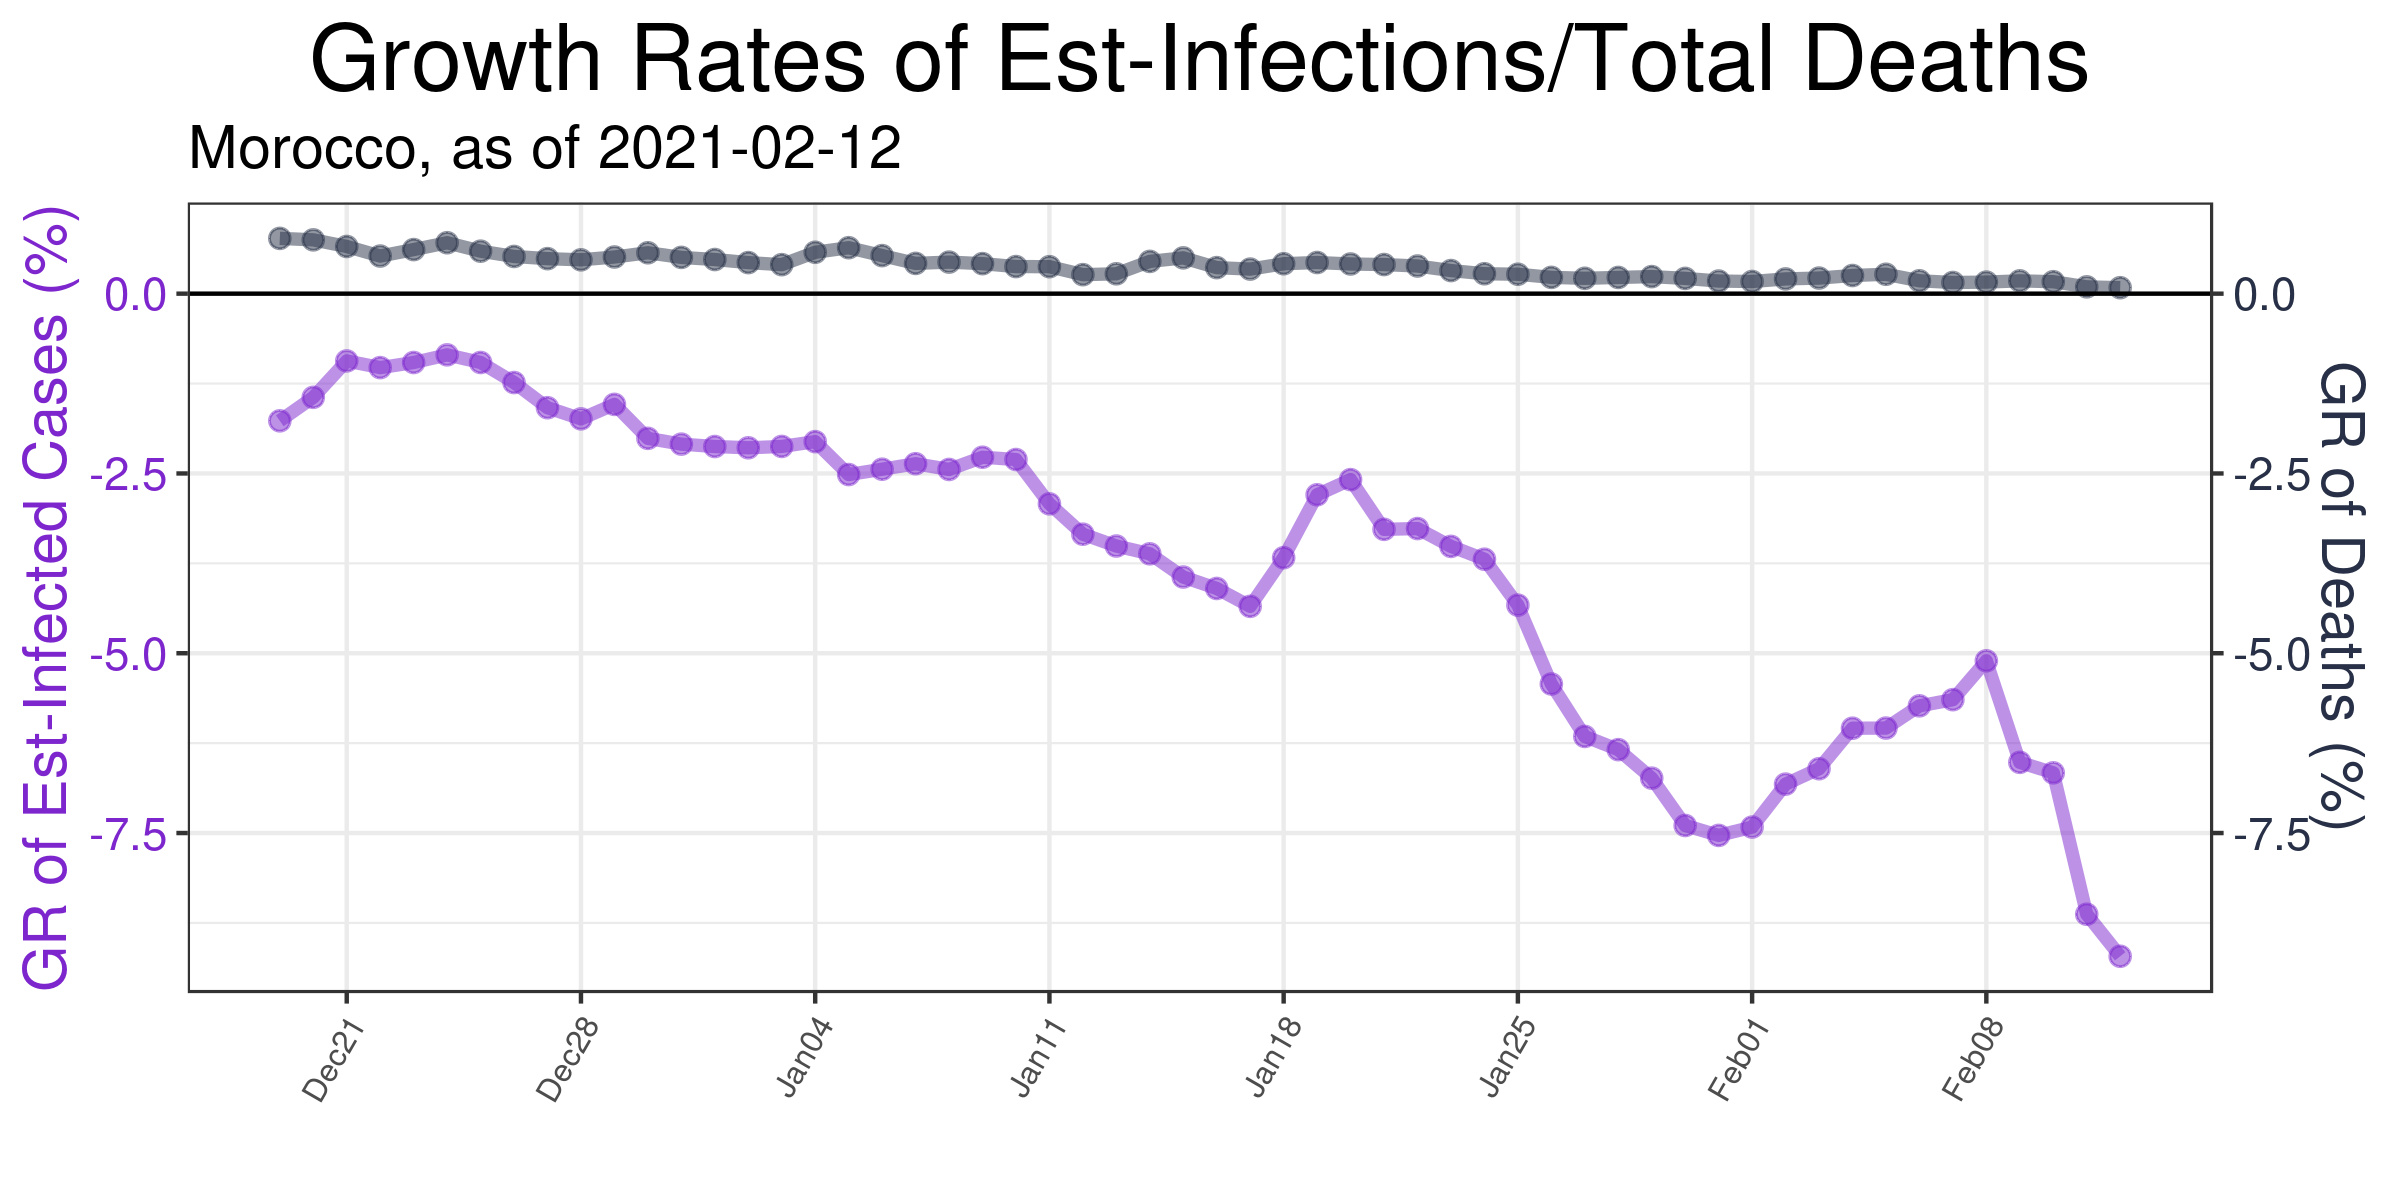 Growth Rates of Est-Infections/Total Deaths
Morocco, as of 2021-02-12
GR of Est-Infected Cases (%)
0.0
-2.5
-5.0
-7.5
0.0
-2.5
-5.0
-7.5
GR of Deaths (%)
Dec21
Dec28
Jan04
Jan11
Jan18
Jan25
Feb01
Feb08